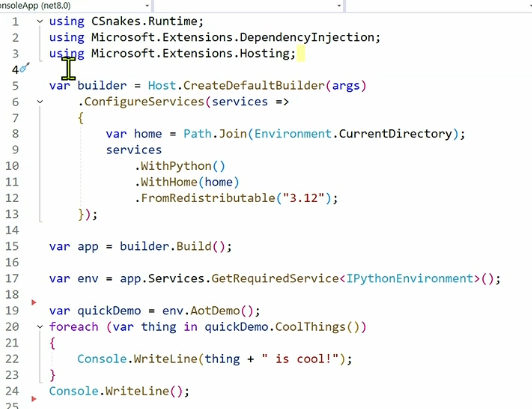 ConsoleApp (net8.0)
1 using CSnakes.Runtime;
2 using Microsoft.Extensions.DependencyInjection;
3 using Microsoft.Extensions.Hosting;
4
5 var builder = Host.CreateDefaultBuilder(args)
6 .ConfigureServices(services =>
7 {
8 var home = Path.Join(Environment.CurrentDirectory);
9 services
10 .WithPython()
11 .WithHome(home)
12 .FromRedistributable("3.12");
13 });
14
15 var app = builder.Build();
16
17 var env = app.Services.GetRequiredService<IPythonEnvironment>();
18
19 var quickDemo = env.AotDemo();
20 foreach (var thing in quickDemo.CoolThings())
21 {
22 Console.WriteLine(thing + " is cool!");
23 }
24 Console.WriteLine();
25